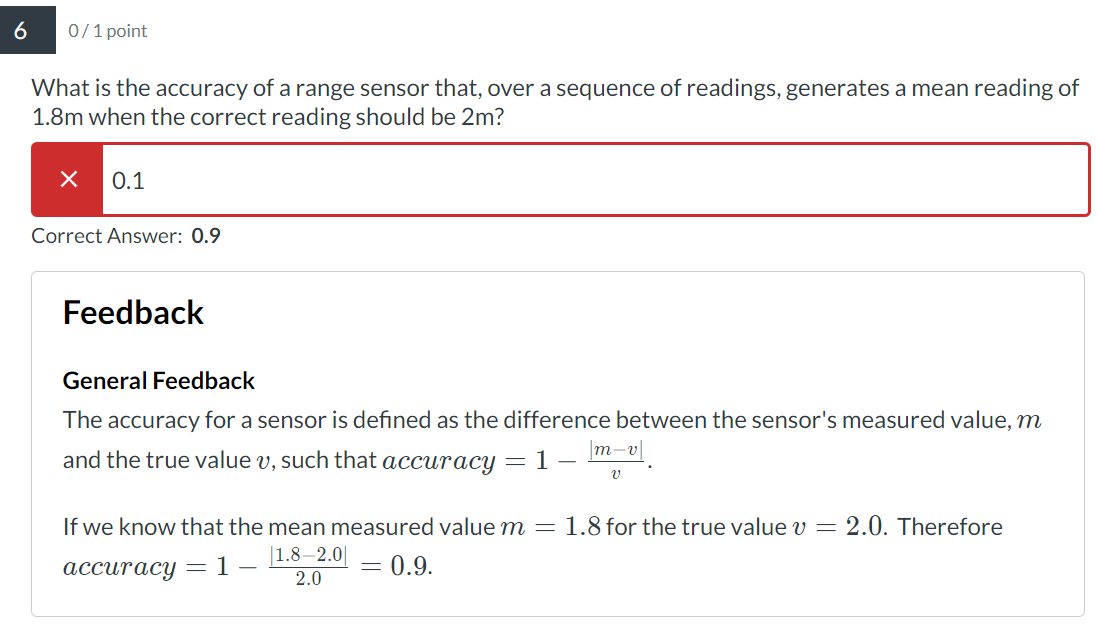 6
0 / 1 point
What is the accuracy of a range sensor that, over a sequence of readings, generates a mean reading of
1.8m when the correct reading should be 2m?
× 0.1
Correct Answer: 0.9
Feedback
General Feedback
The accuracy for a sensor is defined as the difference between the sensor's measured value, m
and the true value v, such that accuracy = 1 − |m−v|/v.
If we know that the mean measured value m = 1.8 for the true value v = 2.0. Therefore
accuracy = 1 − |1.8−2.0|/2.0 = 0.9.